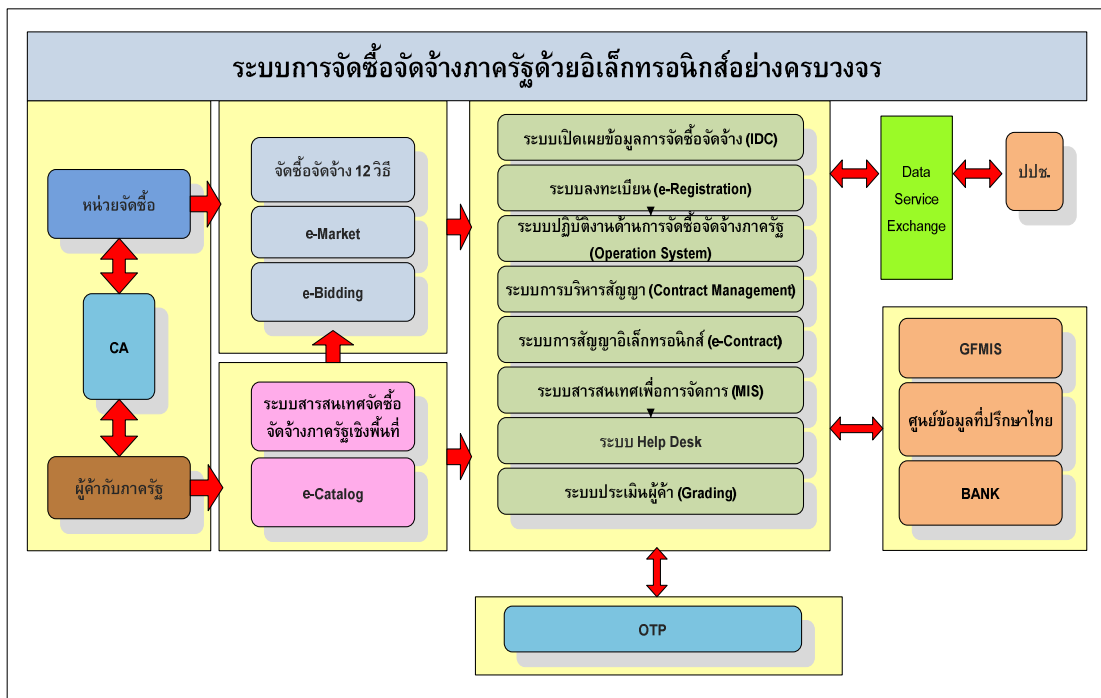 ระบบการจัดซื้อจัดจ้างภาครัฐด้วยอิเล็กทรอนิกส์อย่างครบวงจร
หน่วยจัดซื้อ
CA
ผู้ค้ากับภาครัฐ
จัดซื้อจัดจ้าง 12 วิธี
e-Market
e-Bidding
ระบบสารสนเทศจัดซื้อ
จัดจ้างภาครัฐเชิงพื้นที่
e-Catalog
ระบบเปิดเผยข้อมูลการจัดซื้อจัดจ้าง (IDC)
ระบบลงทะเบียน (e-Registration)
ระบบปฏิบัติงานด้านการจัดซื้อจัดจ้างภาครัฐ
(Operation System)
ระบบการบริหารสัญญา (Contract Management)
ระบบการสัญญาอิเล็กทรอนิกส์ (e-Contract)
ระบบสารสนเทศเพื่อการจัดการ (MIS)
ระบบ Help Desk
ระบบประเมินผู้ค้า (Grading)
Data
Service
Exchange
ปปช.
GFMIS
ศูนย์ข้อมูลที่ปรึกษาไทย
BANK
OTP